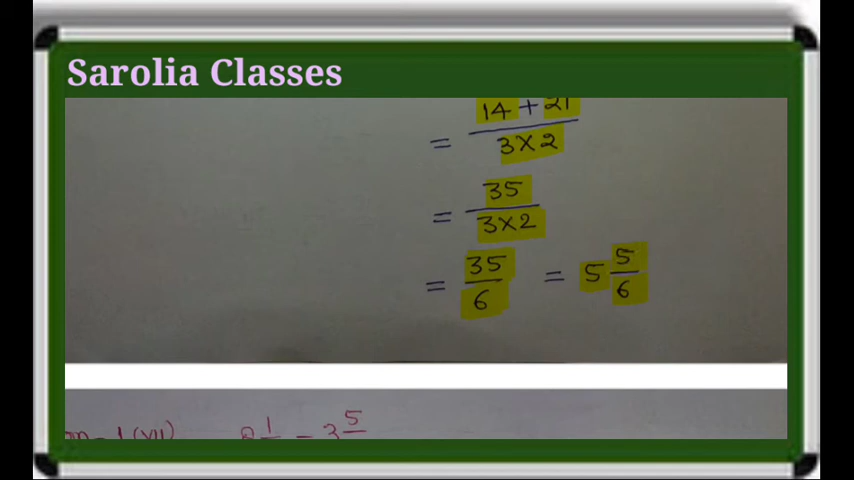 Sarolia Classes
14 + 21
= 3×2
35
= 3×2
= 35/6 = 5 5/6